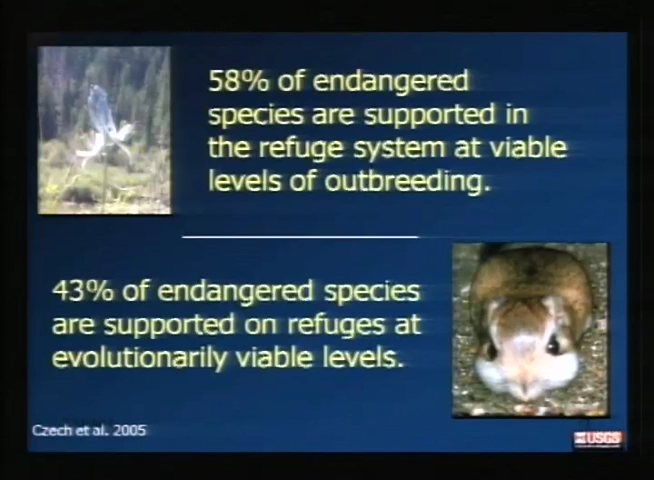 58% of endangered
species are supported in
the refuge system at viable
levels of outbreeding.
43% of endangered species
are supported on refuges at
evolutionarily viable levels.
Czech et al. 2005
USGS